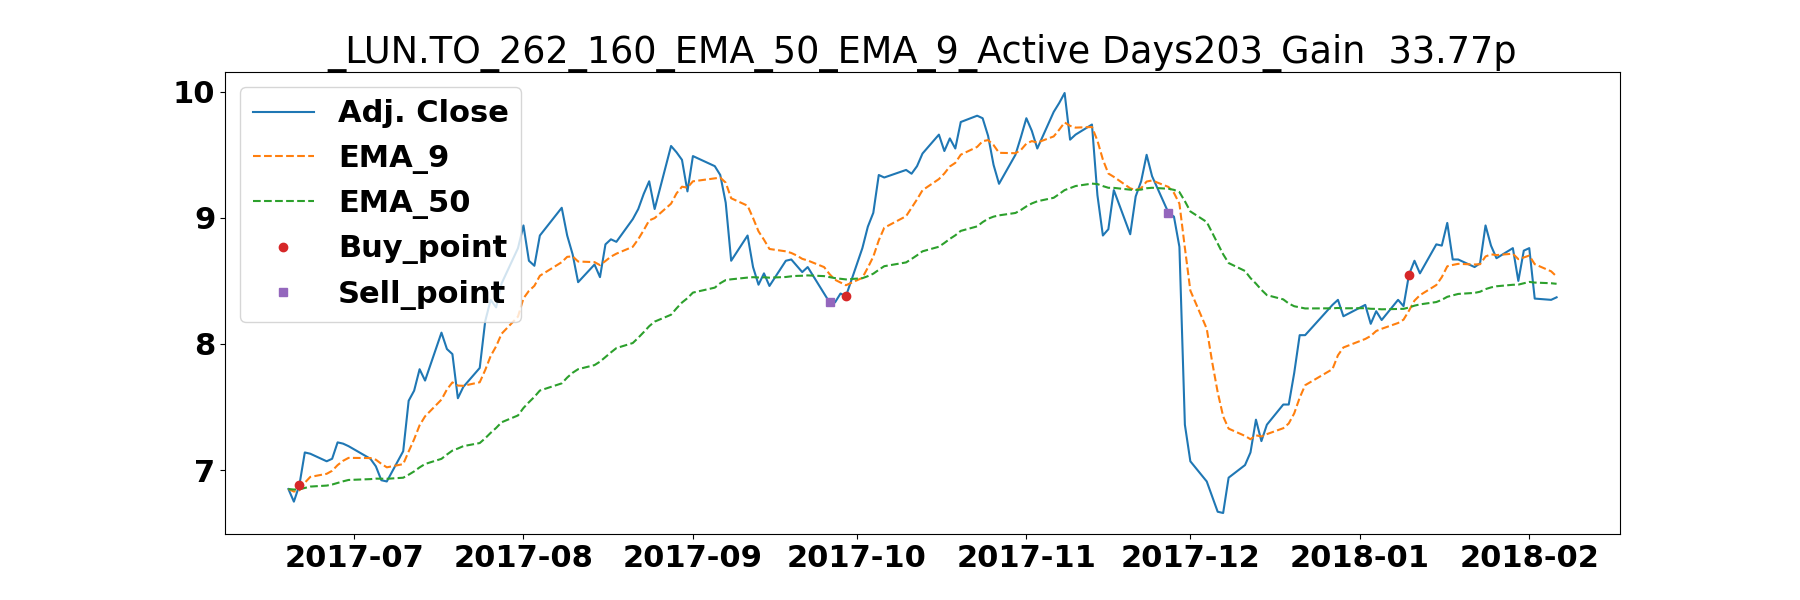 _LUN.TO_262_160_EMA_50_EMA_9_Active Days203_Gain  33.77p
10
9
8
7
Adj. Close
EMA_9
EMA_50
Buy_point
Sell_point
2017-07 2017-08 2017-09 2017-10 2017-11 2017-12 2018-01 2018-02